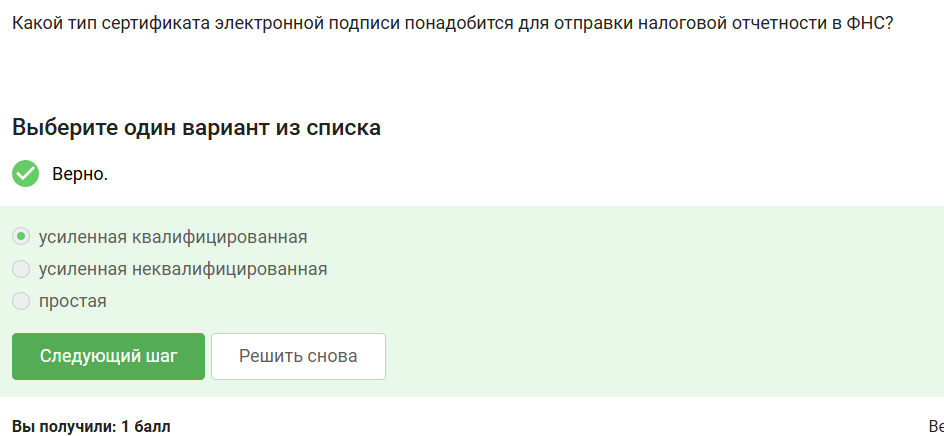 Какой тип сертификата электронной подписи понадобится для отправки налоговой отчетности в ФНС?
Выберите один вариант из списка
Верно.
усиленная квалифицированная
усиленная неквалифицированная
простая
Следующий шаг Решить снова
Вы получили: 1 балл